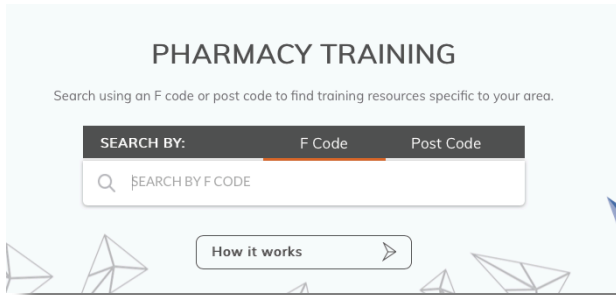 PHARMACY TRAINING
Search using an F code or post code to find training resources specific to your area.
SEARCH BY: F Code Post Code
SEARCH BY F CODE
How it works